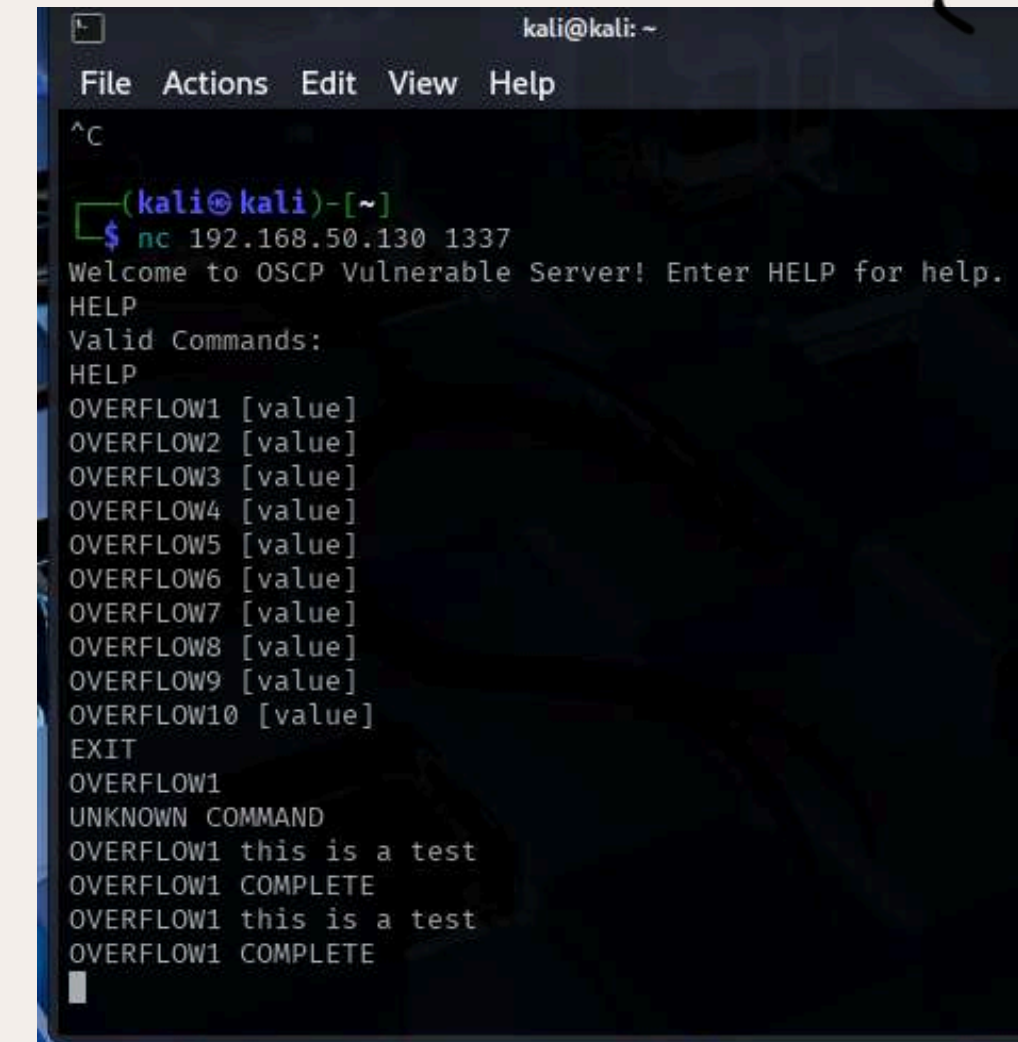 kali@kali: ~
File Actions Edit View Help
^C
(kali㉿kali)-[~]
$ nc 192.168.50.130 1337
Welcome to OSCP Vulnerable Server! Enter HELP for help.
HELP
Valid Commands:
HELP
OVERFLOW1 [value]
OVERFLOW2 [value]
OVERFLOW3 [value]
OVERFLOW4 [value]
OVERFLOW5 [value]
OVERFLOW6 [value]
OVERFLOW7 [value]
OVERFLOW8 [value]
OVERFLOW9 [value]
OVERFLOW10 [value]
EXIT
OVERFLOW1
UNKNOWN COMMAND
OVERFLOW1 this is a test
OVERFLOW1 COMPLETE
OVERFLOW1 this is a test
OVERFLOW1 COMPLETE